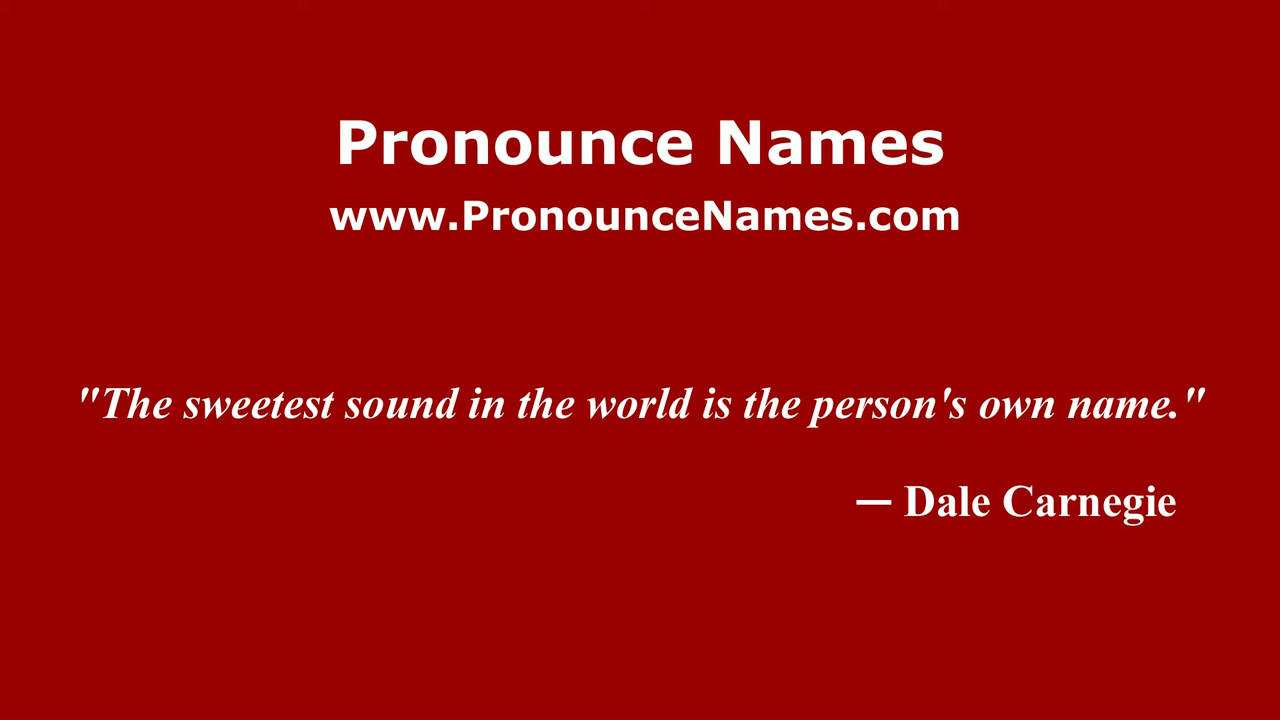 Pronounce Names
www.PronounceNames.com
"The sweetest sound in the world is the person's own name."
— Dale Carnegie